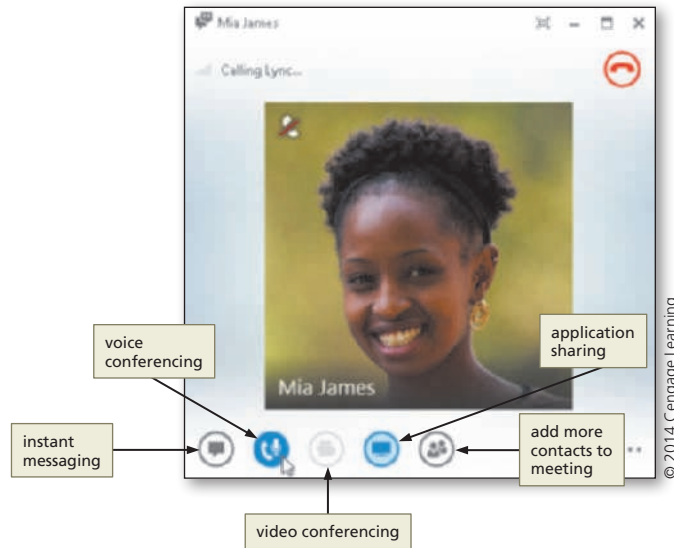 Mia James
Calling Lync...
Mia James
voice
conferencing
application
sharing
instant
messaging
add more
contacts to
meeting
video conferencing
© 2014 Cengage Learning